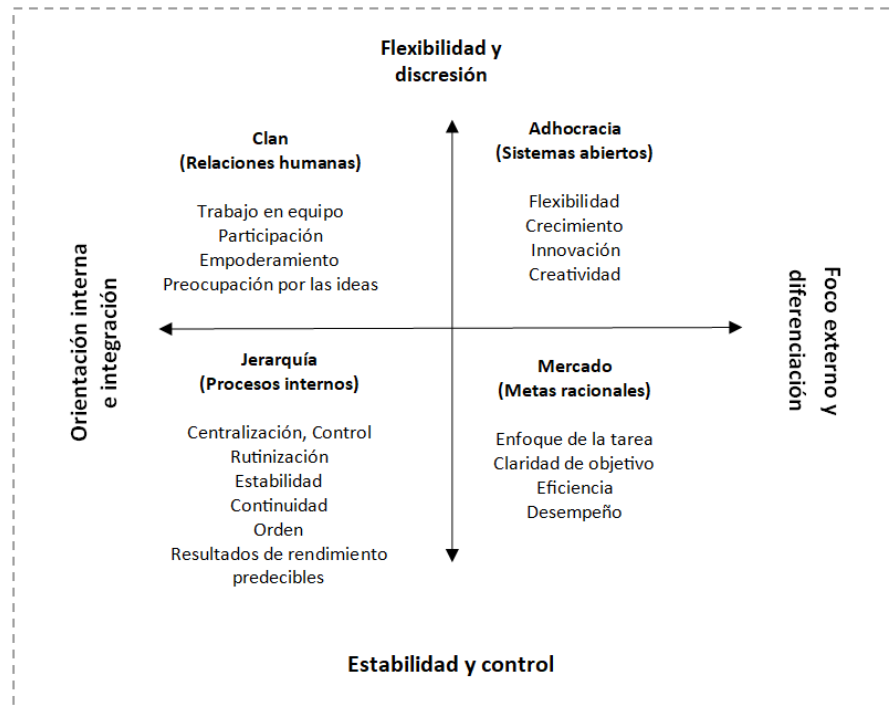 Flexibilidad y
discresión
Clan
(Relaciones humanas)
Trabajo en equipo
Participación
Empoderamiento
Preocupación por las ideas
Adhocracia
(Sistemas abiertos)
Flexibilidad
Crecimiento
Innovación
Creatividad
Orientación interna
e integración
Foco externo y
diferenciación
Jerarquía
(Procesos internos)
Centralización, Control
Rutinización
Estabilidad
Continuidad
Orden
Resultados de rendimiento
predecibles
Mercado
(Metas racionales)
Enfoque de la tarea
Claridad de objetivo
Eficiencia
Desempeño
Estabilidad y control